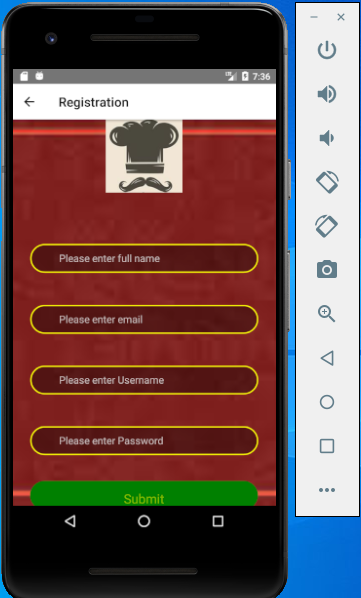 7:36
Registration
Please enter full name
Please enter email
Please enter Username
Please enter Password
Submit